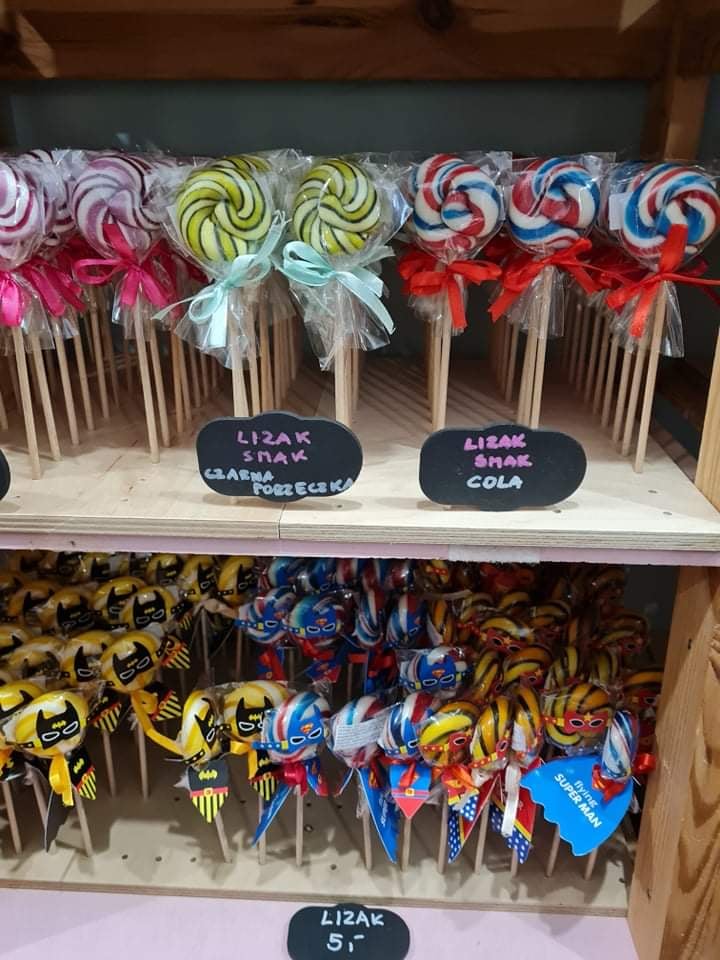 LIZAK
SMAK
CZARNA
PORZECZKA
LIZAK
SMAK
COLA
flying
SUPER MAN
LIZAK
5,-